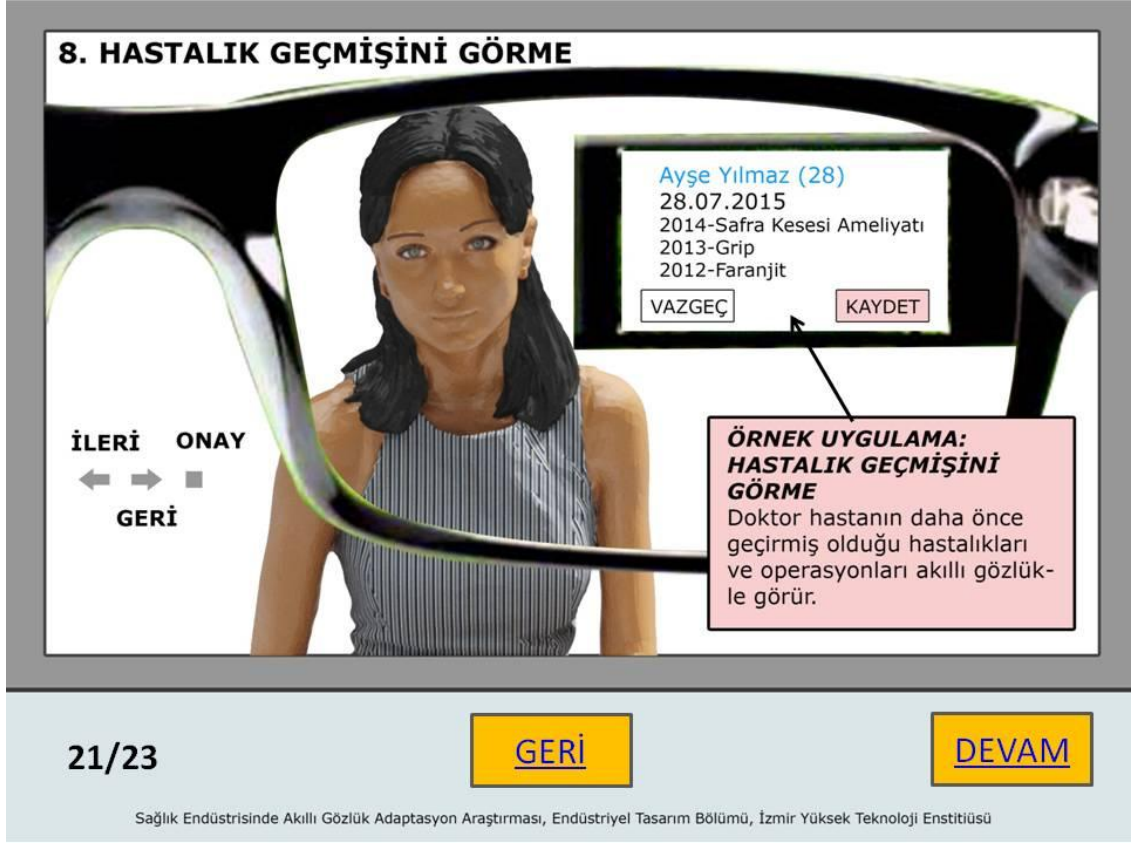 8. HASTALIK GEÇMİŞİNİ GÖRME
Ayşe Yılmaz (28)
28.07.2015
2014-Safra Kesesi Ameliyatı
2013-Grip
2012-Faranjit
VAZGEÇ
KAYDET
İLERİ
ONAY
GERİ
ÖRNEK UYGULAMA:
HASTALIK GEÇMİŞİNİ
GÖRME
Doktor hastanın daha önce
geçirmiş olduğu hastalıkları
ve operasyonları akıllı gözlük-
le görür.
21/23
GERİ
DEVAM
Sağlık Endüstrisinde Akıllı Gözlük Adaptasyon Araştırması, Endüstriyel Tasarım Bölümü, İzmir Yüksek Teknoloji Enstitiüsü